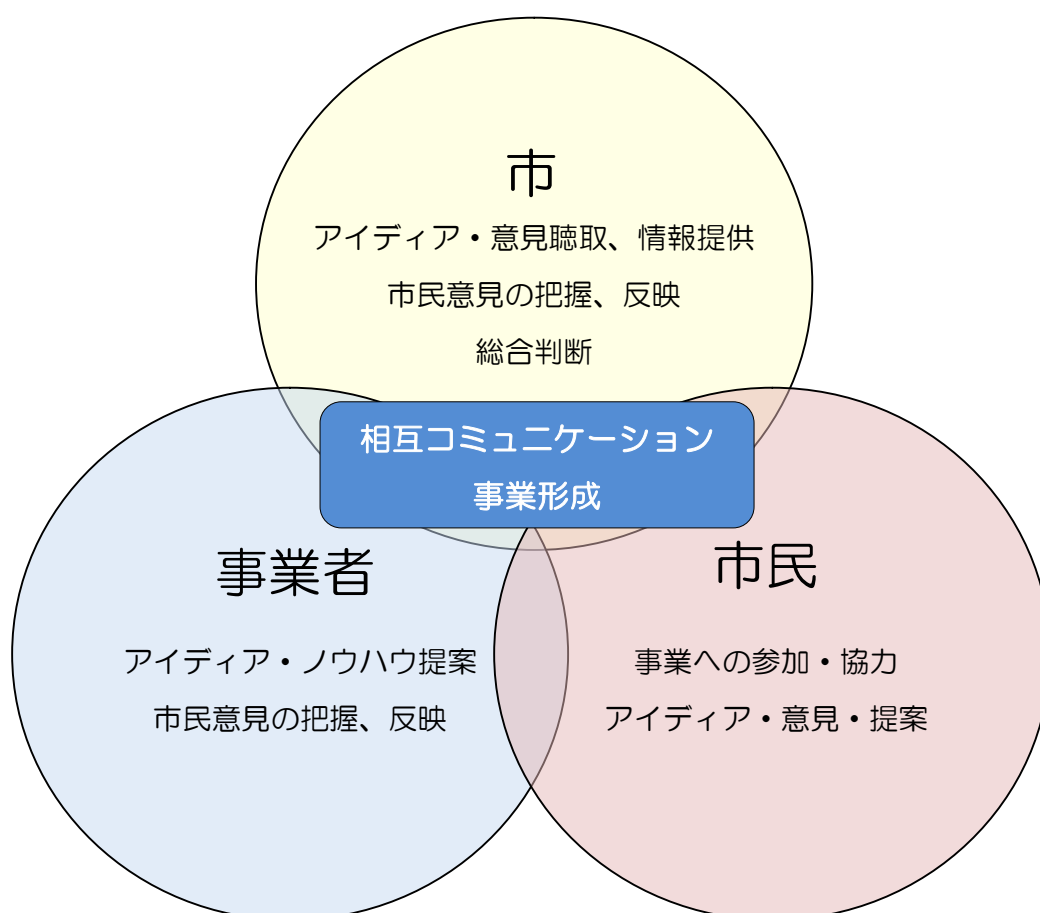 市
アイディア・意見聴取、情報提供
市民意見の把握、反映
総合判断
相互コミュニケーション
事業形成
事業者
アイディア・ノウハウ提案
市民意見の把握、反映
市民
事業への参加・協力
アイディア・意見・提案